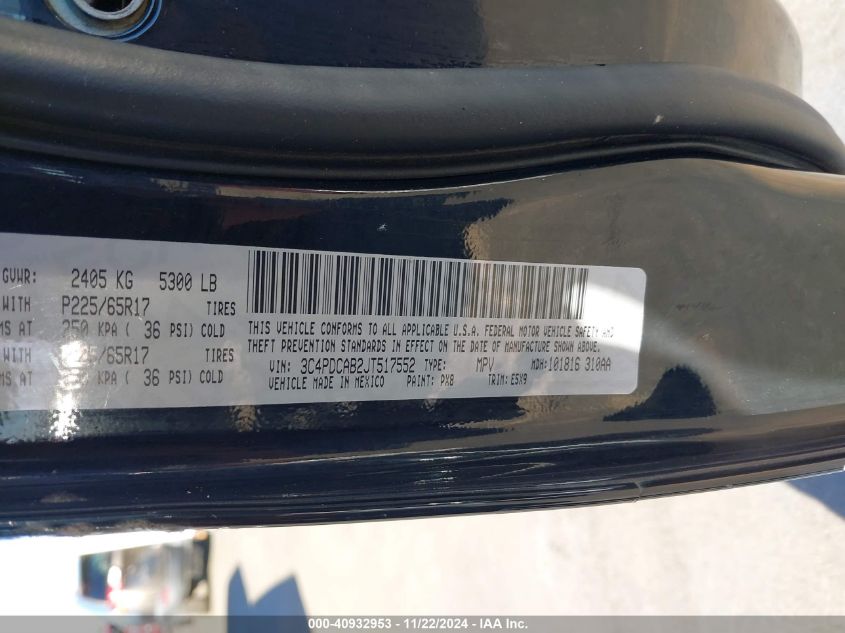 GVWR: 2405 KG 5300 LB
WITH P225/65R17 TIRES
MS AT 250 KPA ( 36 PSI) COLD
WITH P225/65R17 TIRES
MS AT KPA ( 36 PSI) COLD
THIS VEHICLE CONFORMS TO ALL APPLICABLE U.S.A. FEDERAL MOTOR VEHICLE SAFETY AND
THEFT PREVENTION STANDARDS IN EFFECT ON THE DATE OF MANUFACTURE SHOWN ABOVE.
VIN: 3C4PDCAB2JT517552 TYPE: MPV MDH: 101816 310AA
VEHICLE MADE IN MEXICO PAINT: PX8 TRIM: E5X9
000-40932953 - 11/22/2024 - IAA Inc.